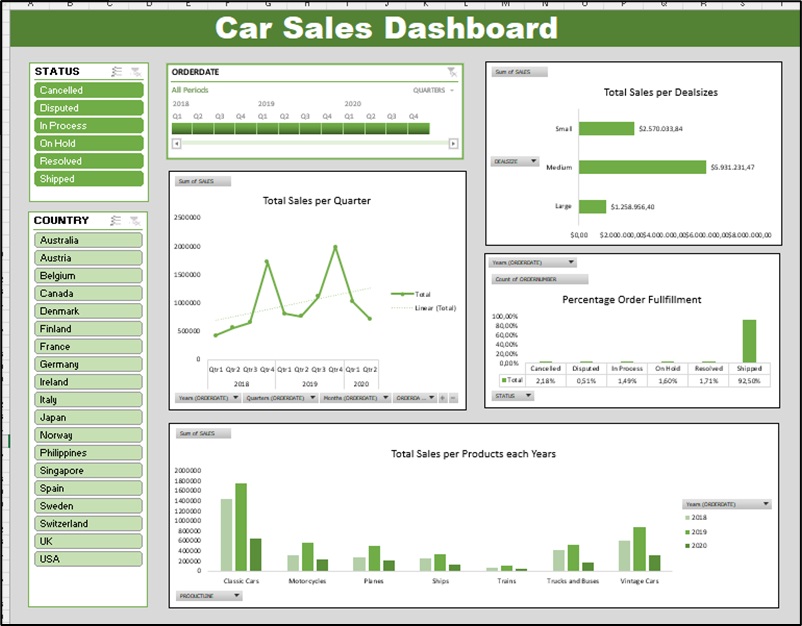 Car Sales Dashboard
STATUS
Cancelled
Disputed
In Process
On Hold
Resolved
Shipped
COUNTRY
Australia
Austria
Belgium
Canada
Denmark
Finland
France
Germany
Ireland
Italy
Japan
Norway
Philippines
Singapore
Spain
Sweden
Switzerland
UK
USA
ORDERDATE
All Periods QUARTERS
2018 2019 2020
Q1 Q2 Q3 Q4 Q1 Q2 Q3 Q4 Q1 Q2 Q3 Q4
Sum of SALES
Total Sales per Quarter
2500000
2000000
1500000
1000000
500000
0
Total
Linear (Total)
Qtr1 Qtr2 Qtr3 Qtr4 Qtr1 Qtr2 Qtr3 Qtr4 Qtr1 Qtr2
2018 2019 2020
Years (ORDERDATE) Quarters (ORDERDATE) Months (ORDERDATE) ORDERDA... + −
Sum of SALES
Total Sales per Dealsizes
Small $2.570.033,84
DEALSIZE Medium $5.931.231,47
Large $1.258.956,40
$0,00 $2.000.000,00$4.000.000,00$6.000.000,00$8.000.000,00
Years (ORDERDATE)
Count of ORDERNUMBER
Percentage Order Fullfillment
100,00%
80,00%
60,00%
40,00%
20,00%
0,00%
Cancelled Disputed In Process On Hold Resolved Shipped
Total 2,18% 0,51% 1,49% 1,60% 1,71% 92,50%
STATUS
Sum of SALES
Total Sales per Products each Years
2000000
1800000
1600000
1400000
1200000
1000000
800000
600000
400000
200000
0
Classic Cars Motorcycles Planes Ships Trains Trucks and Buses Vintage Cars
Years (ORDERDATE)
2018
2019
2020
PRODUCTLINE